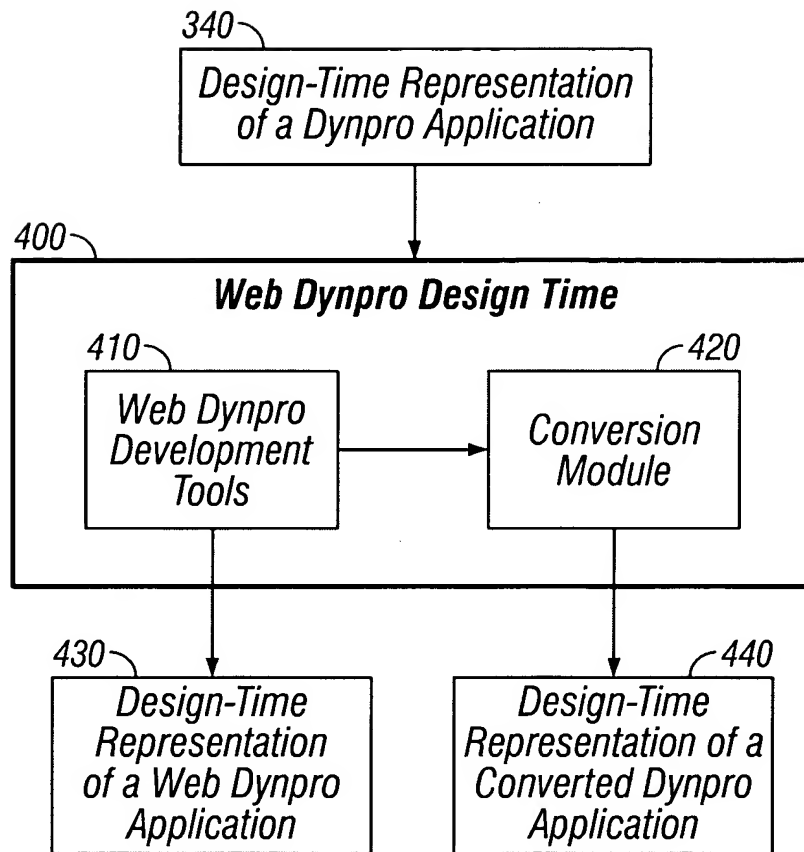 340
Design-Time Representation
of a Dynpro Application
400
Web Dynpro Design Time
410
Web Dynpro
Development
Tools
420
Conversion
Module
430
Design-Time
Representation
of a Web Dynpro
Application
440
Design-Time
Representation of a
Converted Dynpro
Application